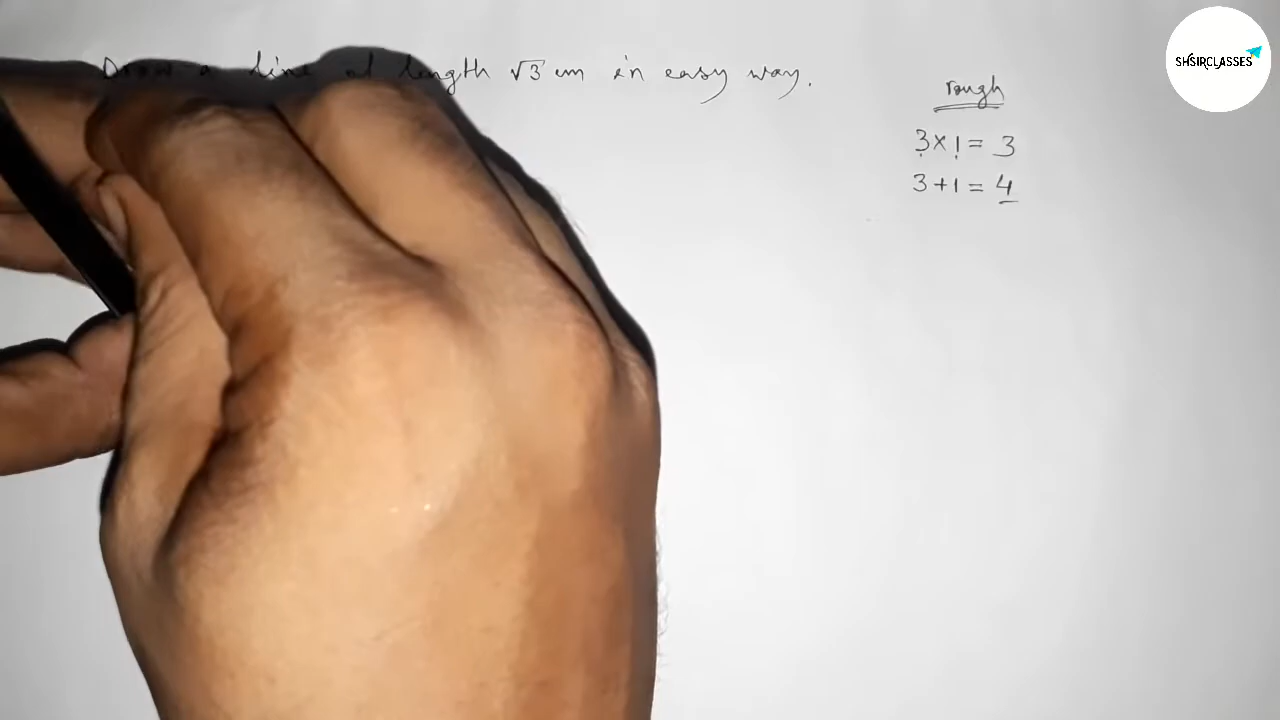 Draw a line of length √3 cm in easy way.
rough
3 × 1 = 3
3 + 1 = 4
SHSIRCLASSES